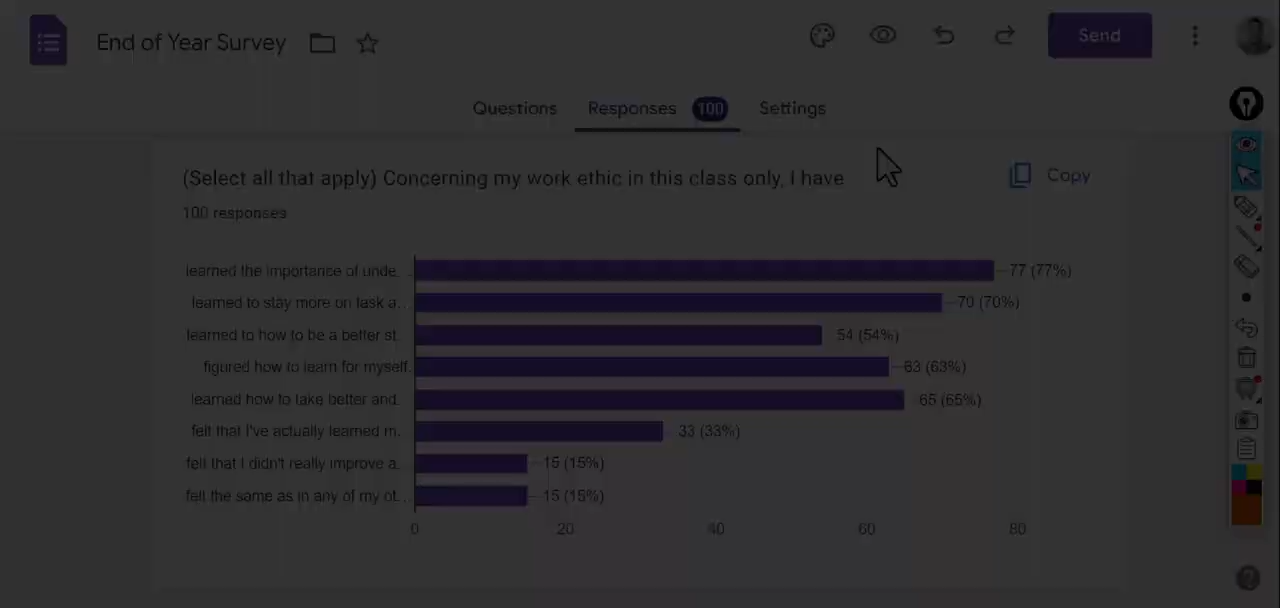 End of Year Survey
Send
Questions
Responses 100
Settings
(Select all that apply) Concerning my work ethic in this class only, I have
Copy
100 responses
learned the importance of unde... 77 (77%)
learned to stay more on task a... 70 (70%)
learned to how to be a better st... 54 (54%)
figured how to learn for myself 63 (63%)
learned how to take better and... 65 (65%)
felt that I've actually learned m... 33 (33%)
felt that I didn't really improve a... 15 (15%)
felt the same as in any of my ot... 15 (15%)
0 20 40 60 80